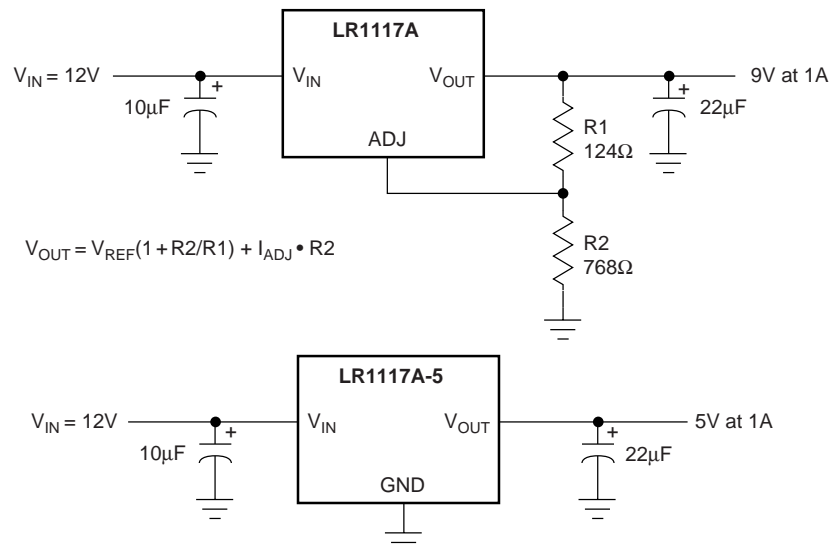 LR1117A
V_IN = 12V
V_IN
V_OUT
9V at 1A
10μF
+
ADJ
R1
124Ω
+
22μF
V_OUT = V_REF(1 + R2/R1) + I_ADJ • R2
R2
768Ω
LR1117A-5
V_IN = 12V
V_IN
V_OUT
5V at 1A
10μF
+
GND
+
22μF